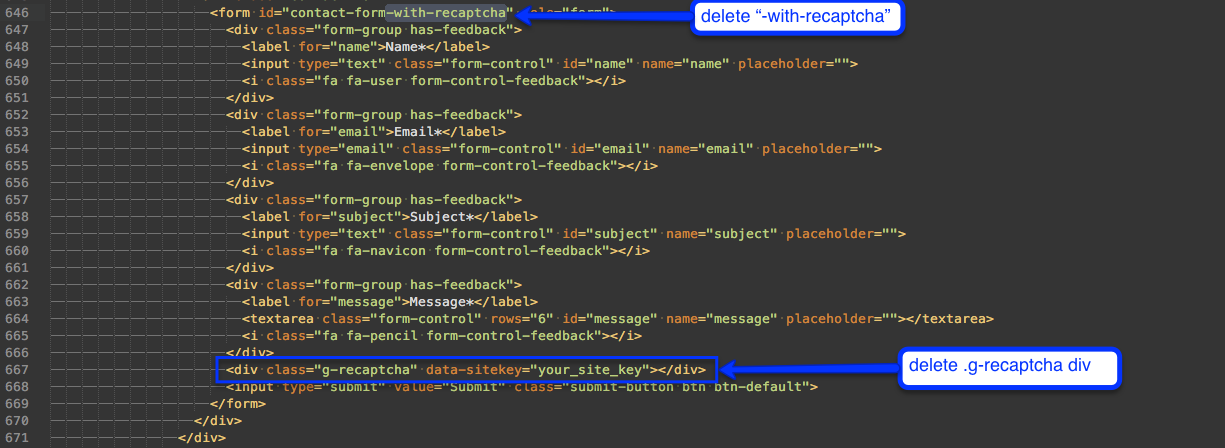 646 <form id="contact-form-with-recaptcha" role="form"> delete “-with-recaptcha”
647 <div class="form-group has-feedback">
648 <label for="name">Name*</label>
649 <input type="text" class="form-control" id="name" name="name" placeholder="">
650 <i class="fa fa-user form-control-feedback"></i>
651 </div>
652 <div class="form-group has-feedback">
653 <label for="email">Email*</label>
654 <input type="email" class="form-control" id="email" name="email" placeholder="">
655 <i class="fa fa-envelope form-control-feedback"></i>
656 </div>
657 <div class="form-group has-feedback">
658 <label for="subject">Subject*</label>
659 <input type="text" class="form-control" id="subject" name="subject" placeholder="">
660 <i class="fa fa-navicon form-control-feedback"></i>
661 </div>
662 <div class="form-group has-feedback">
663 <label for="message">Message*</label>
664 <textarea class="form-control" rows="6" id="message" name="message" placeholder=""></textarea>
665 <i class="fa fa-pencil form-control-feedback"></i>
666 </div>
667 <div class="g-recaptcha" data-sitekey="your_site_key"></div> delete .g-recaptcha div
668 <input type="submit" value="Submit" class="submit-button btn btn-default">
669 </form>
670 </div>
671 </div>